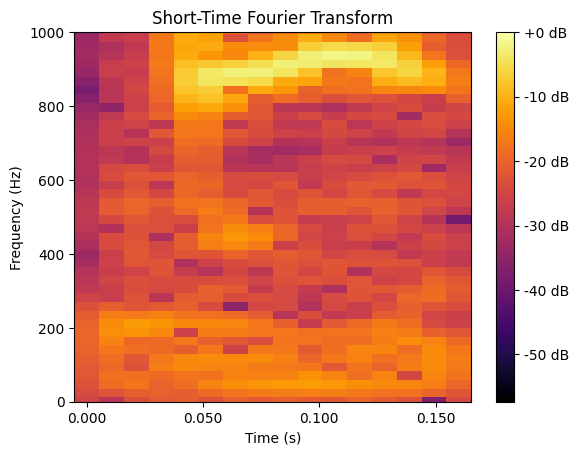 Short-Time Fourier Transform
1000
800
600
400
200
0
Frequency (Hz)
0.000
0.050
0.100
0.150
Time (s)
+0 dB
-10 dB
-20 dB
-30 dB
-40 dB
-50 dB